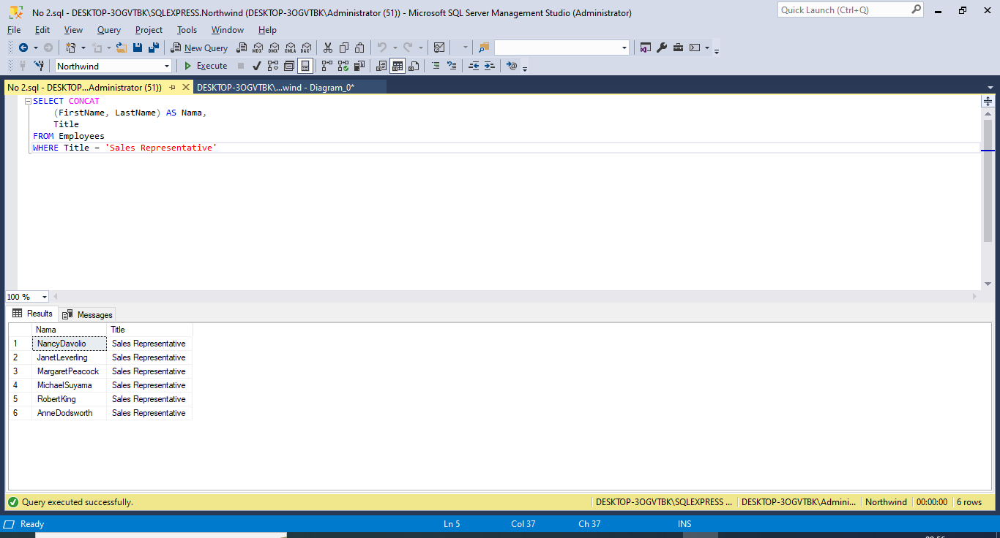 No 2.sql - DESKTOP-3OGVTBK\SQLEXPRESS.Northwind (DESKTOP-3OGVTBK\Administrator (51)) - Microsoft SQL Server Management Studio (Administrator)
Quick Launch (Ctrl+Q)
File Edit View Query Project Tools Window Help
New Query MDX DMX XMLA DAX
Northwind Execute
No 2.sql - DESKTOP...Administrator (51)) DESKTOP-3OGVTBK\...wind - Diagram_0*
SELECT CONCAT
(FirstName, LastName) AS Nama,
Title
FROM Employees
WHERE Title = 'Sales Representative'
100 %
Results Messages
Nama Title
1 NancyDavolio Sales Representative
2 JanetLeverling Sales Representative
3 MargaretPeacock Sales Representative
4 MichaelSuyama Sales Representative
5 RobertKing Sales Representative
6 AnneDodsworth Sales Representative
Query executed successfully. DESKTOP-3OGVTBK\SQLEXPRESS ... DESKTOP-3OGVTBK\Admini... Northwind 00:00:00 6 rows
Ready Ln 5 Col 37 Ch 37 INS